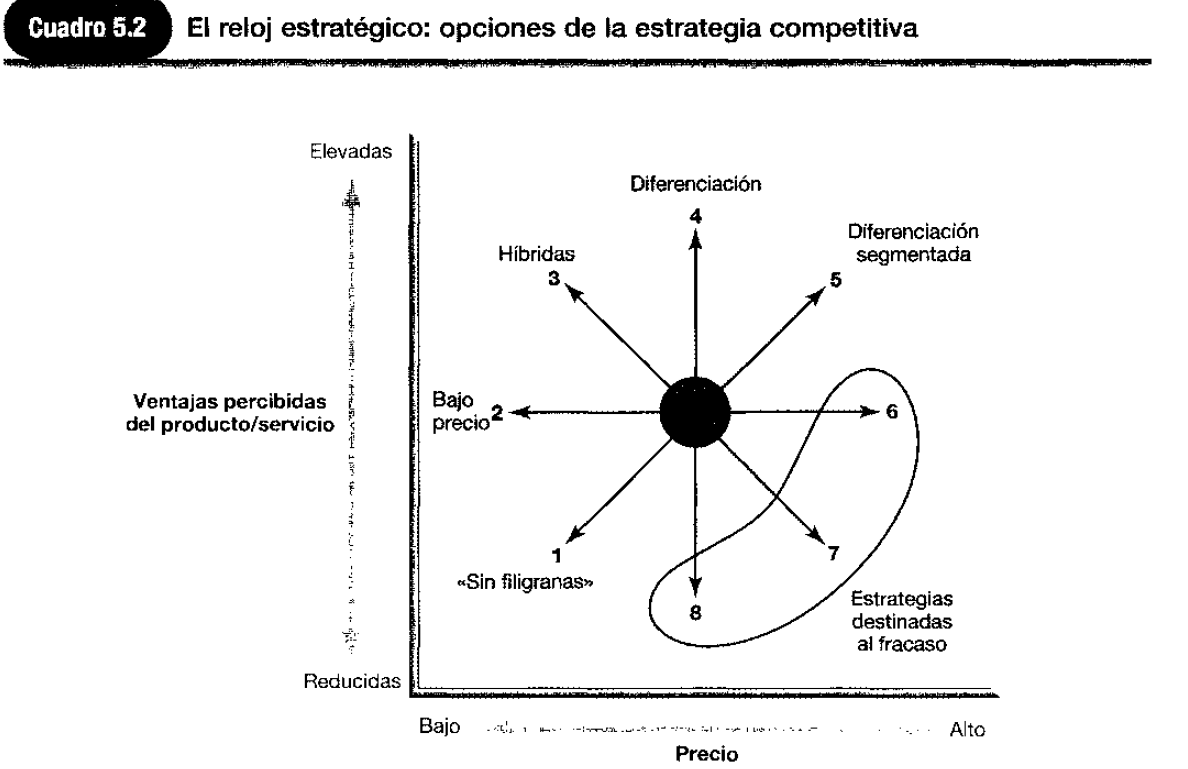 Cuadro 5.2 El reloj estratégico: opciones de la estrategia competitiva
Elevadas
Diferenciación
4
Diferenciación
segmentada
5
Híbridas
3
Ventajas percibidas
del producto/servicio
Bajo
precio
2
6
1
«Sin filigranas»
7
8
Estrategias
destinadas
al fracaso
Reducidas
Bajo
Alto
Precio